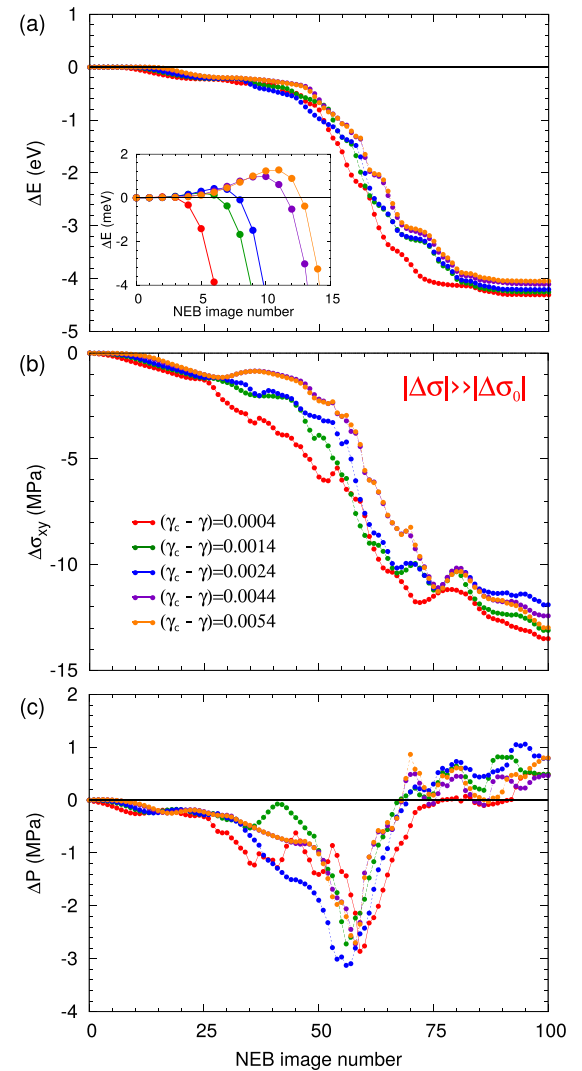 (a)
1
0
-1
-2
-3
-4
-5
ΔE (eV)
2
0
-2
-4
ΔE (meV)
0
5
10
15
NEB image number
(b)
0
-5
-10
-15
Δσxy (MPa)
|Δσ|>>|Δσ0|
(γc - γ)=0.0004
(γc - γ)=0.0014
(γc - γ)=0.0024
(γc - γ)=0.0044
(γc - γ)=0.0054
(c)
2
1
0
-1
-2
-3
-4
ΔP (MPa)
0
25
50
75
100
NEB image number